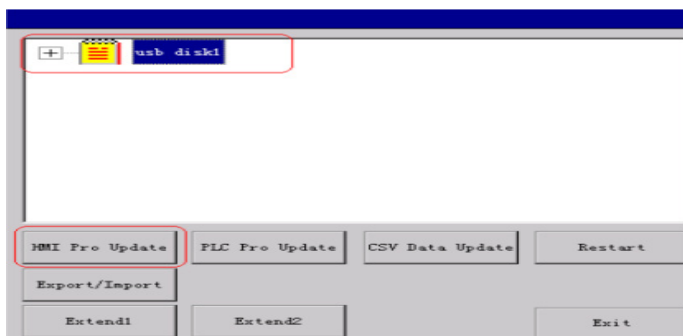 usb disk1
HMI Pro Update PLC Pro Update CSV Data Update Restart
Export/Import
Extend1 Extend2 Exit